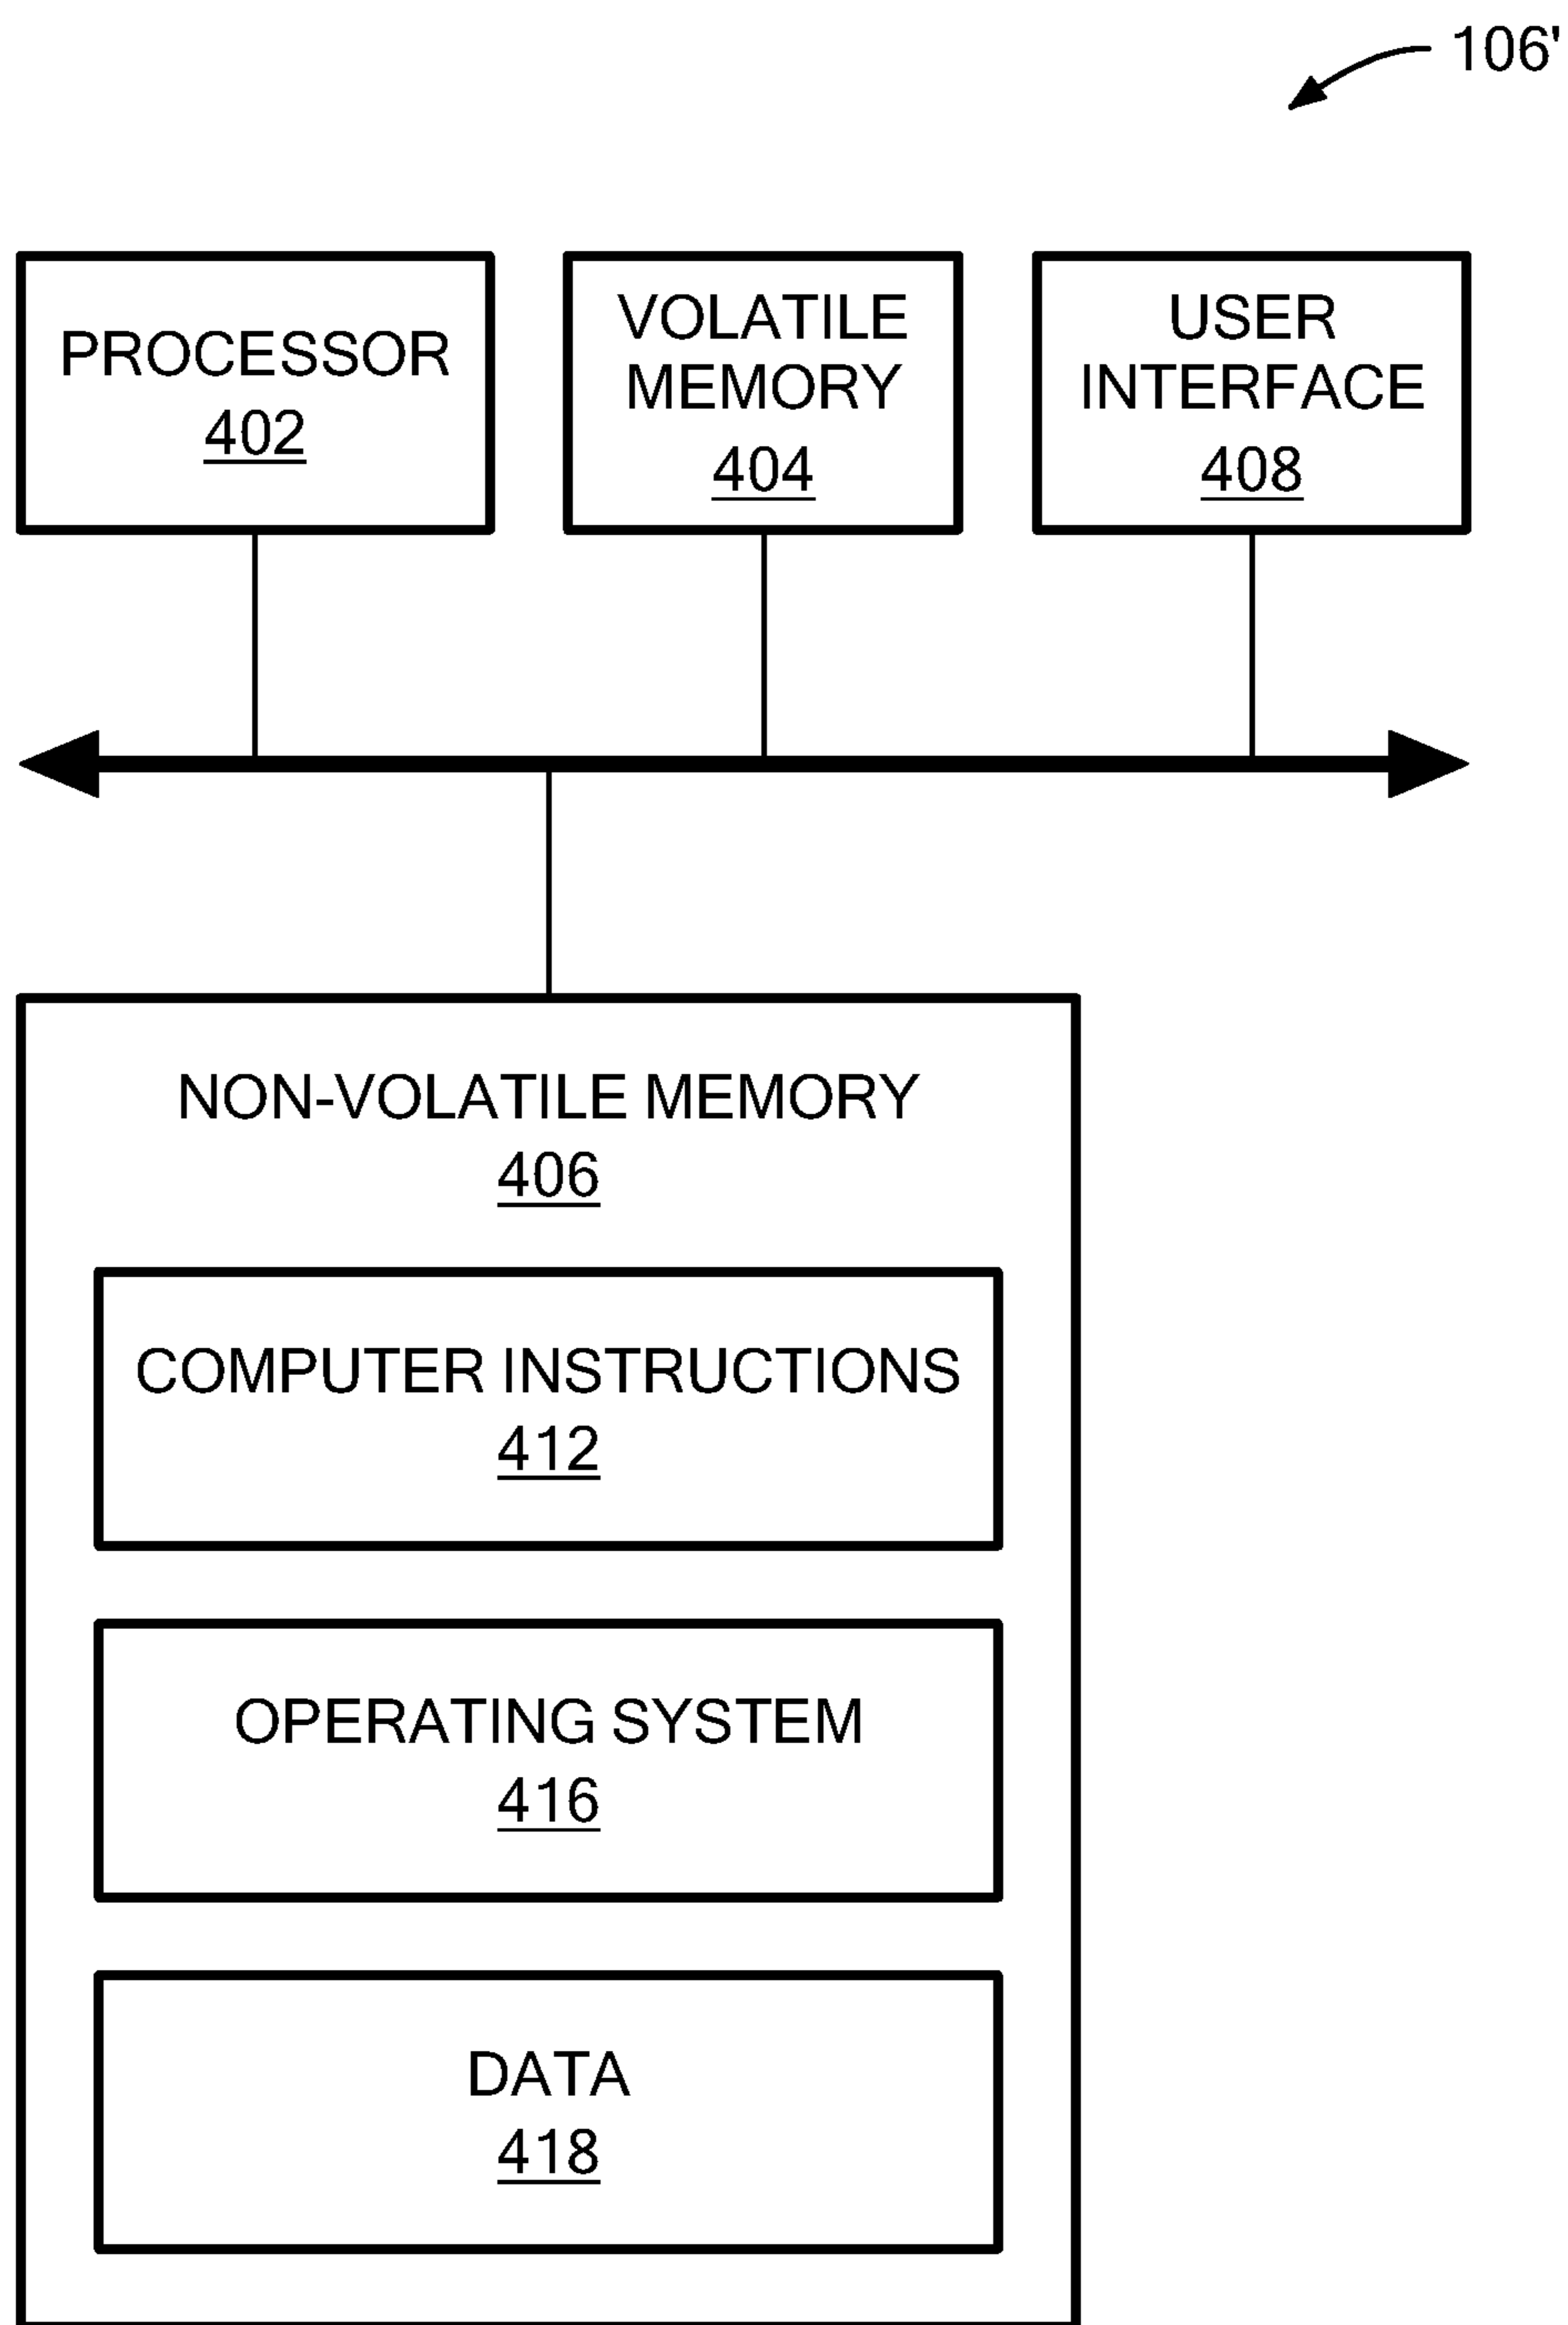 106'
PROCESSOR
402
VOLATILE
MEMORY
404
USER
INTERFACE
408
NON-VOLATILE MEMORY
406
COMPUTER INSTRUCTIONS
412
OPERATING SYSTEM
416
DATA
418